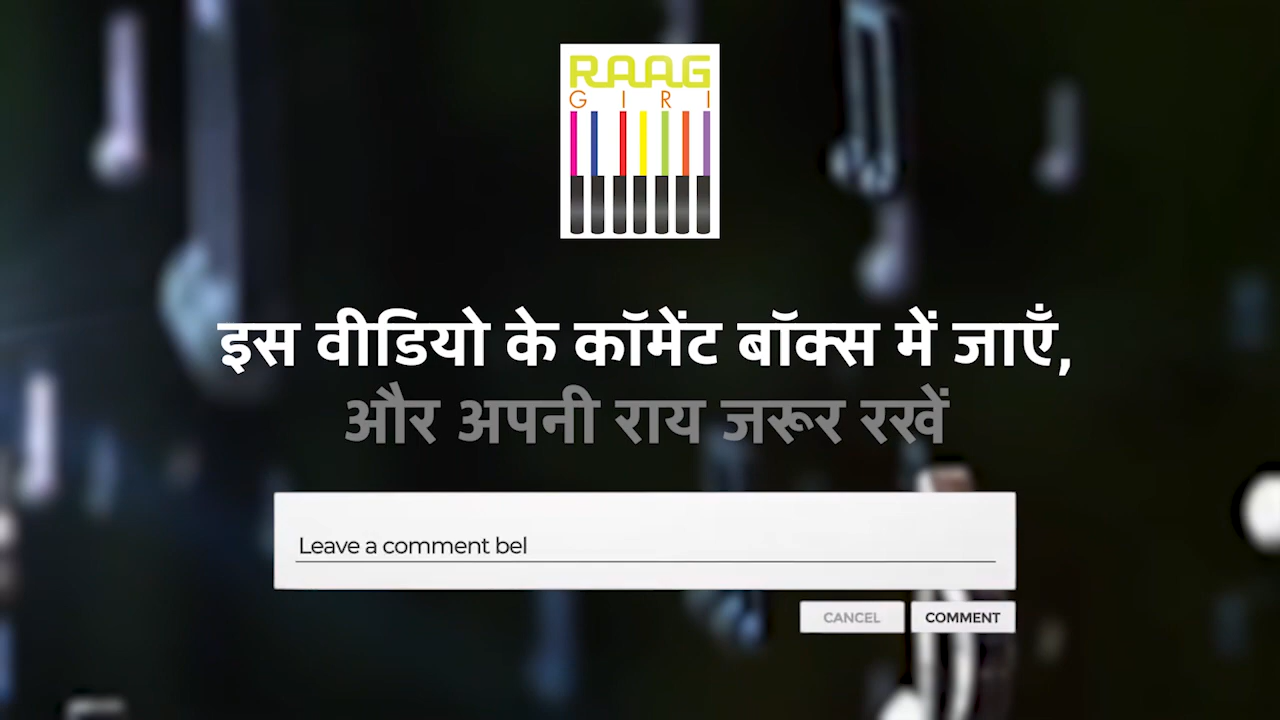 RAAG
GIRI
इस वीडियो के कॉमेंट बॉक्स में जाएँ,
और अपनी राय जरूर रखें
Leave a comment bel
CANCEL COMMENT